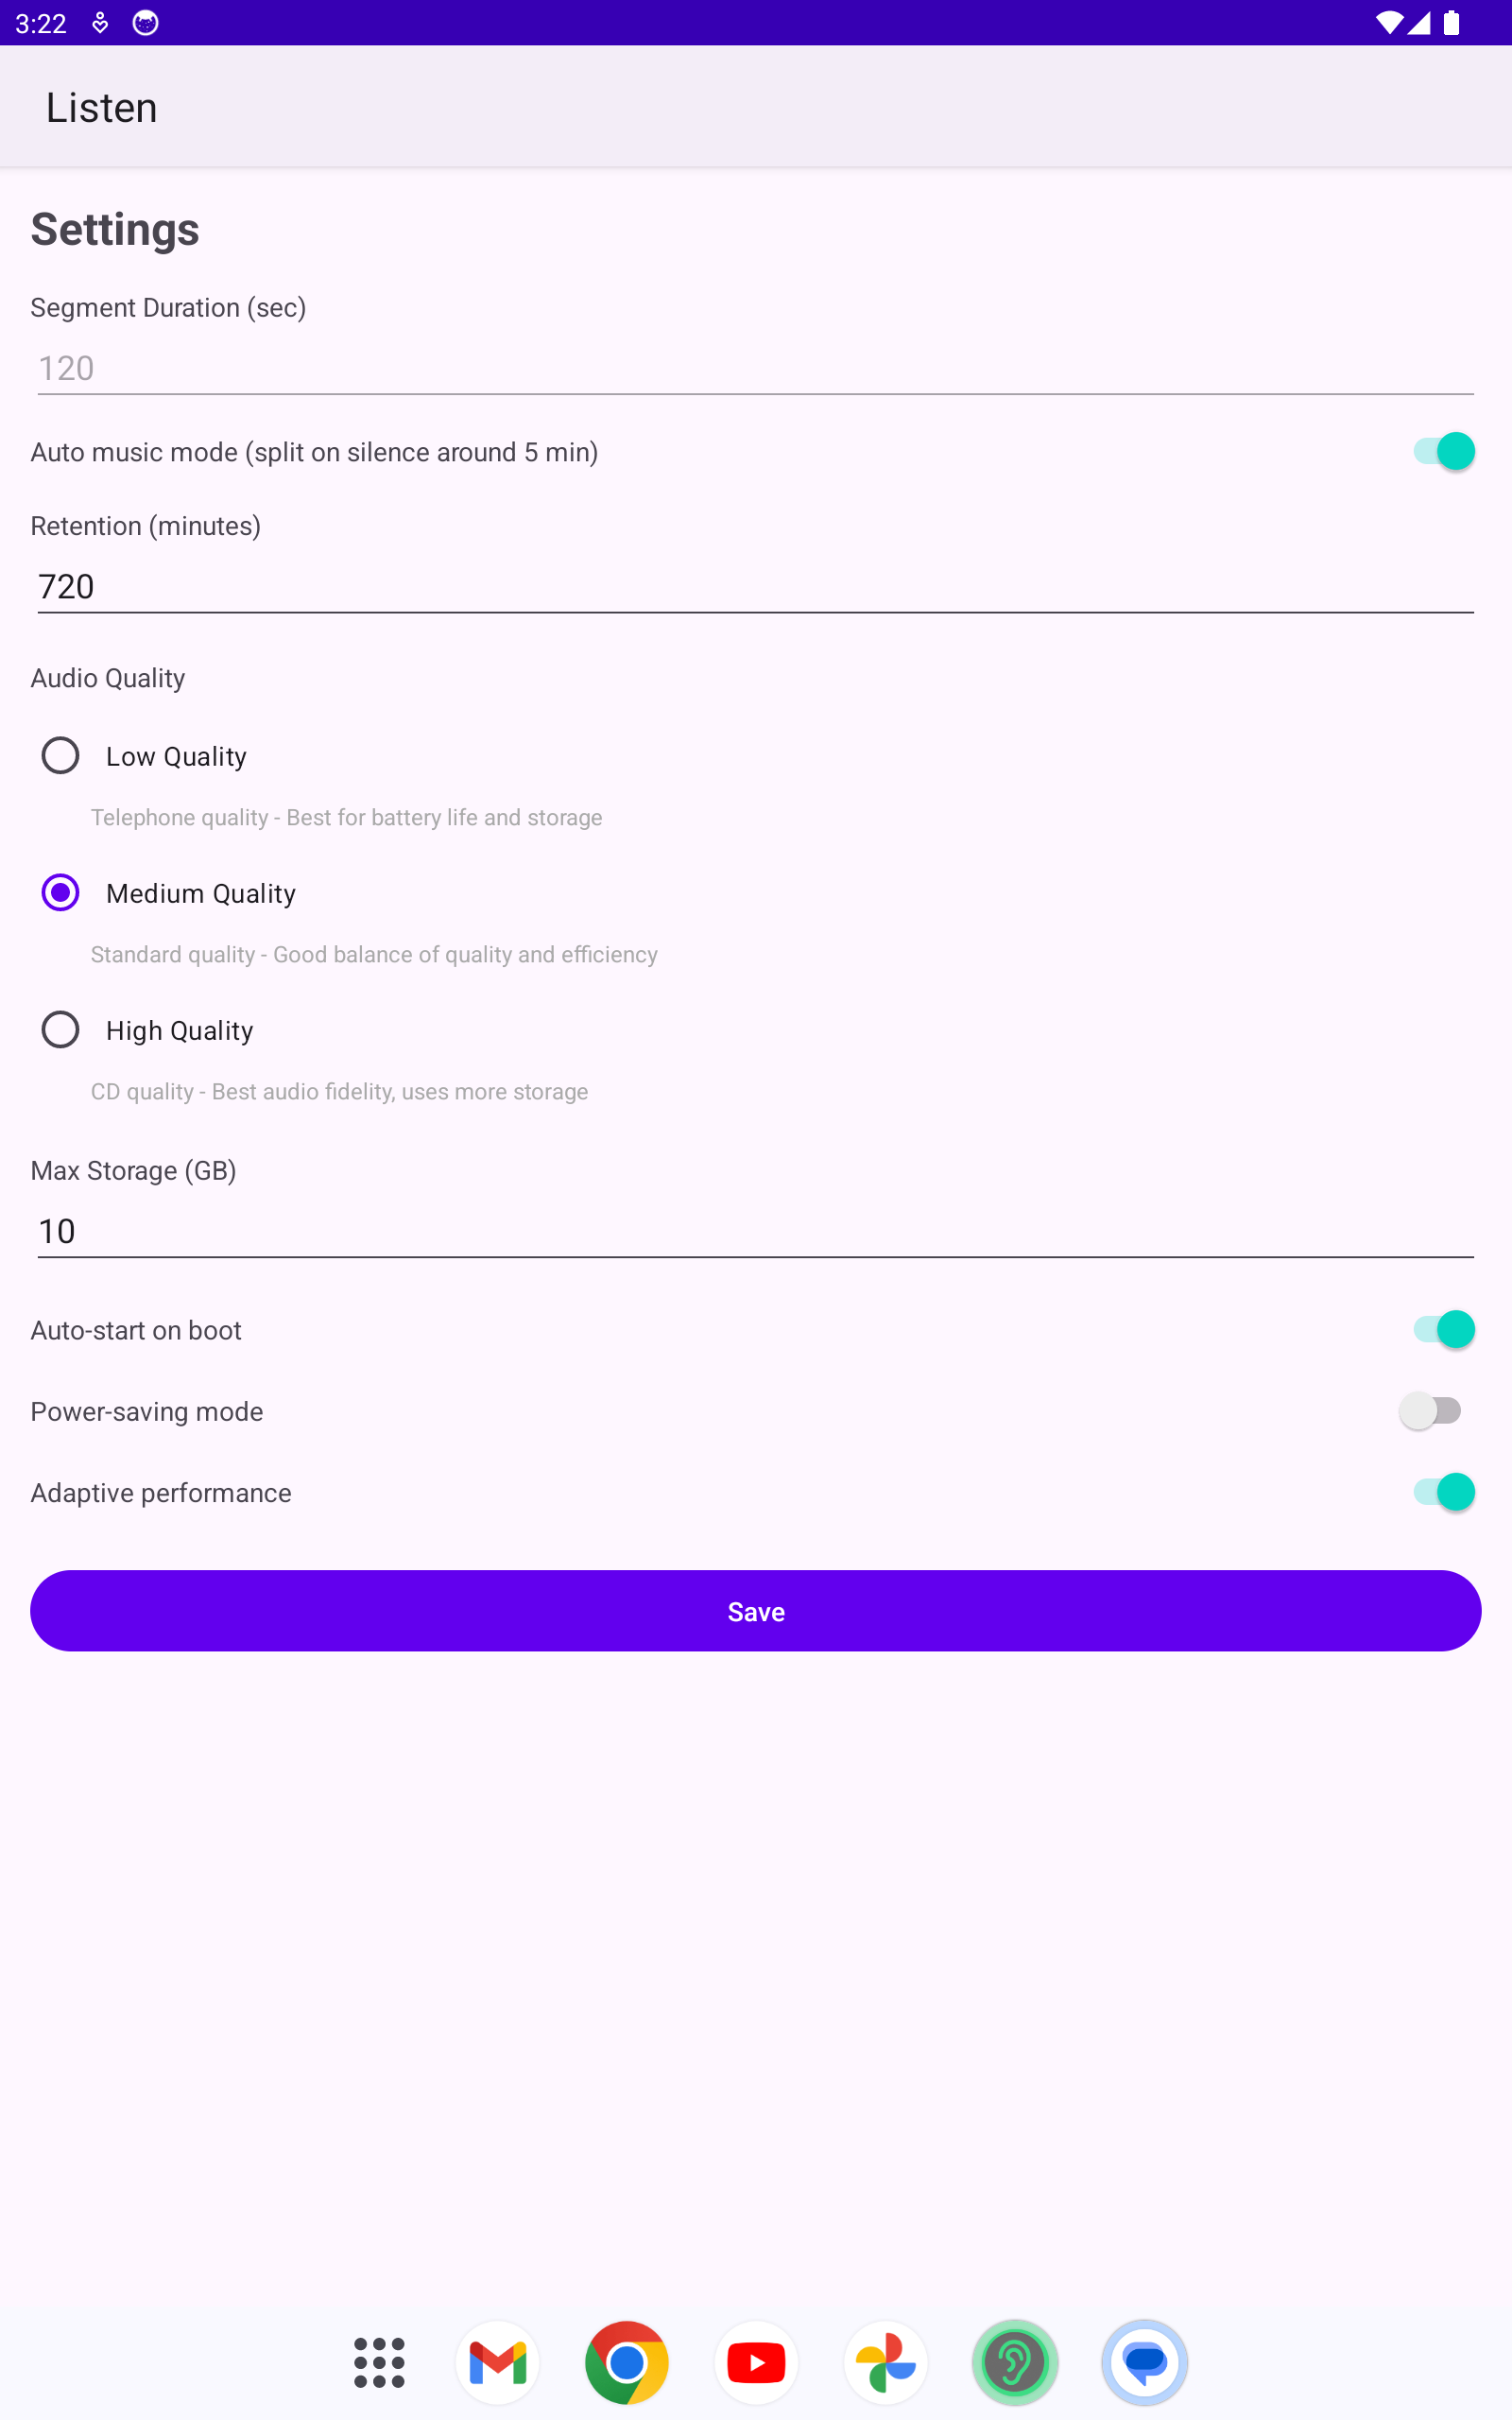 3:22
Listen
Settings
Segment Duration (sec)
120
Auto music mode (split on silence around 5 min)
Retention (minutes)
720
Audio Quality
Low Quality
Telephone quality - Best for battery life and storage
Medium Quality
Standard quality - Good balance of quality and efficiency
High Quality
CD quality - Best audio fidelity, uses more storage
Max Storage (GB)
10
Auto-start on boot
Power-saving mode
Adaptive performance
Save